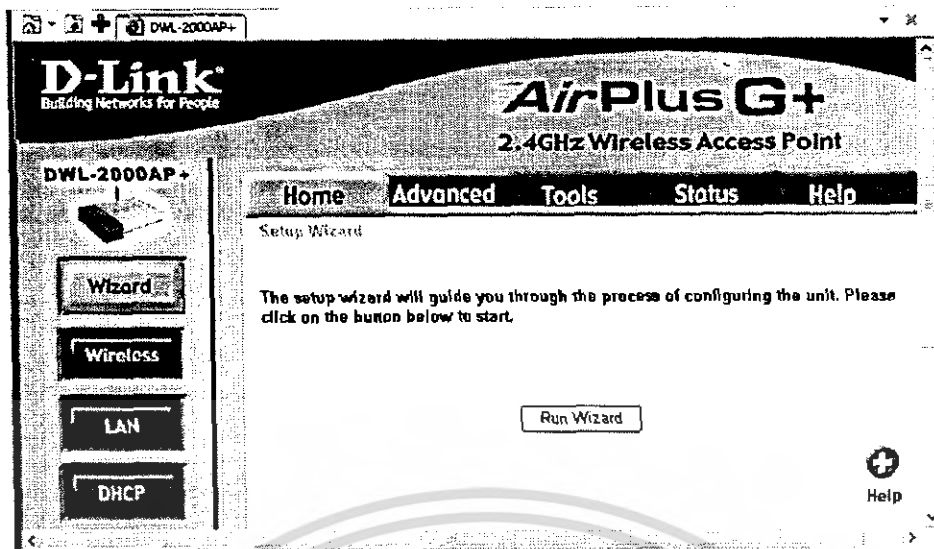 DWL-2000AP+
D-Link
Building Networks for People
AirPlus G+
2.4GHz Wireless Access Point
DWL-2000AP+
Home Advanced Tools Status Help
Setup Wizard
Wizard
The setup wizard will guide you through the process of configuring the unit. Please
click on the button below to start.
Wireless
Run Wizard
LAN
DHCP
Help